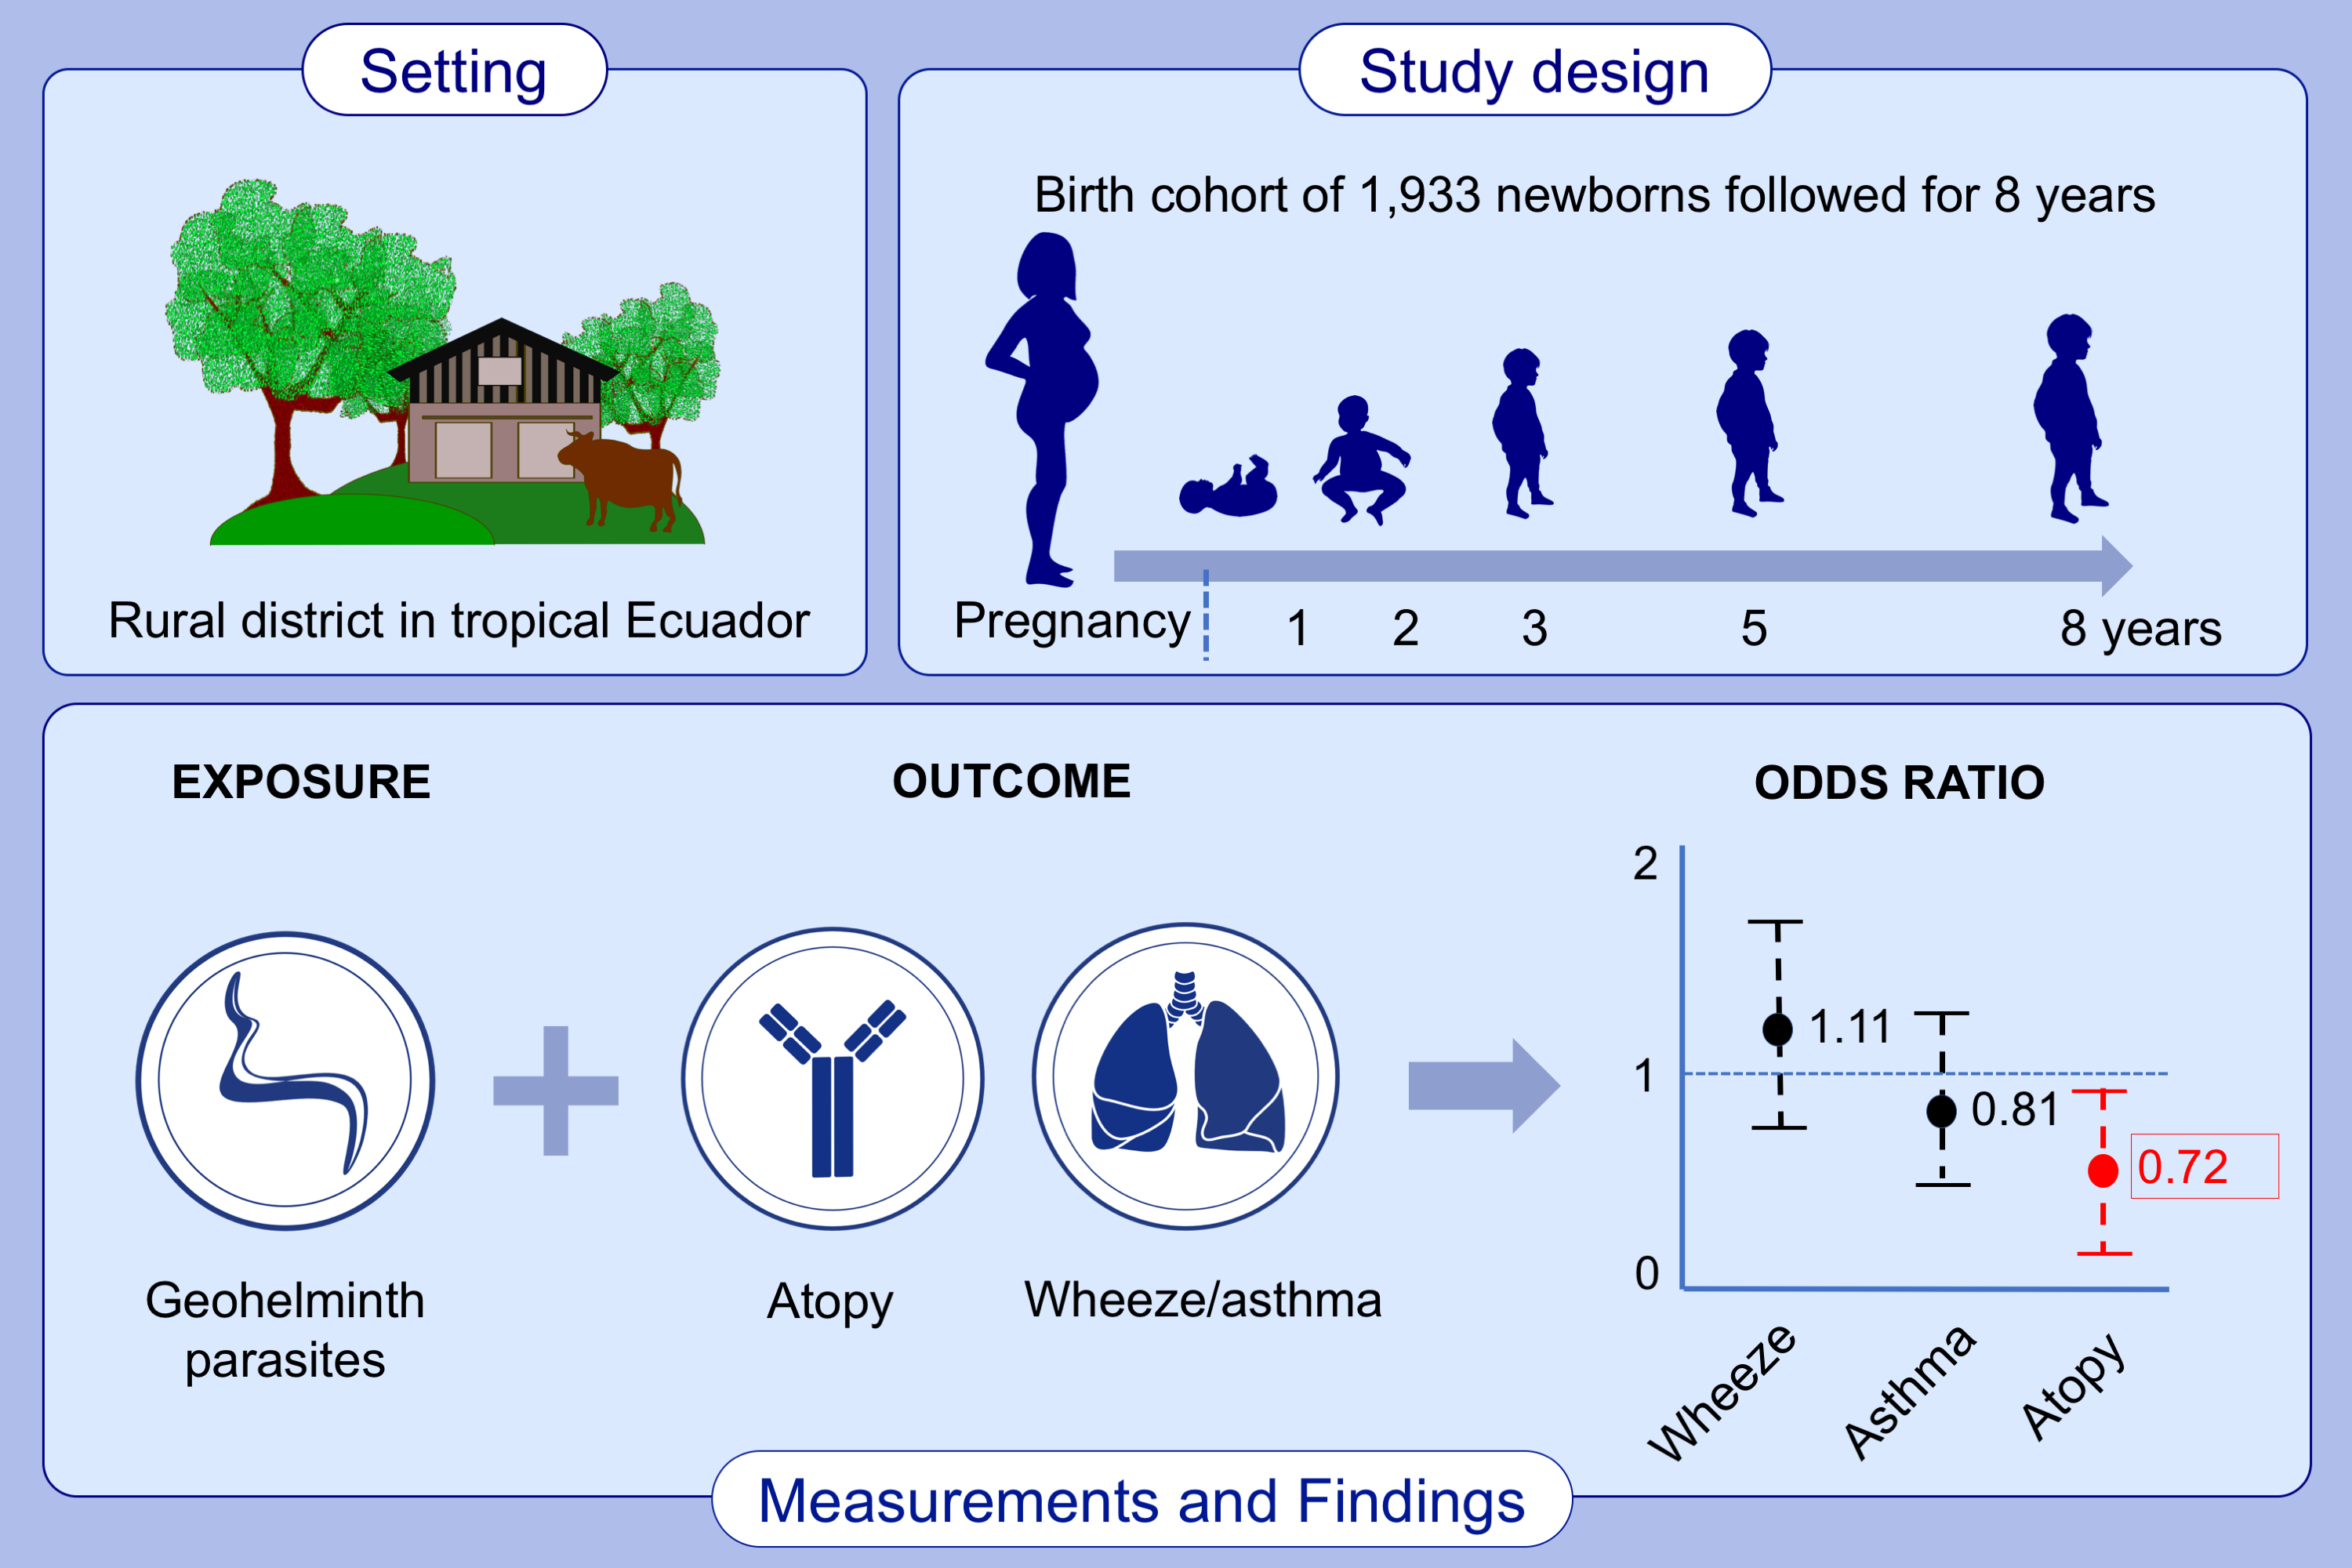 Setting
Rural district in tropical Ecuador
Study design
Birth cohort of 1,933 newborns followed for 8 years
Pregnancy 1 2 3 5 8 years
EXPOSURE
Geohelminth
parasites
OUTCOME
Atopy
Wheeze/asthma
ODDS RATIO
2
1
0
1.11
0.81
0.72
Wheeze
Asthma
Atopy
Measurements and Findings